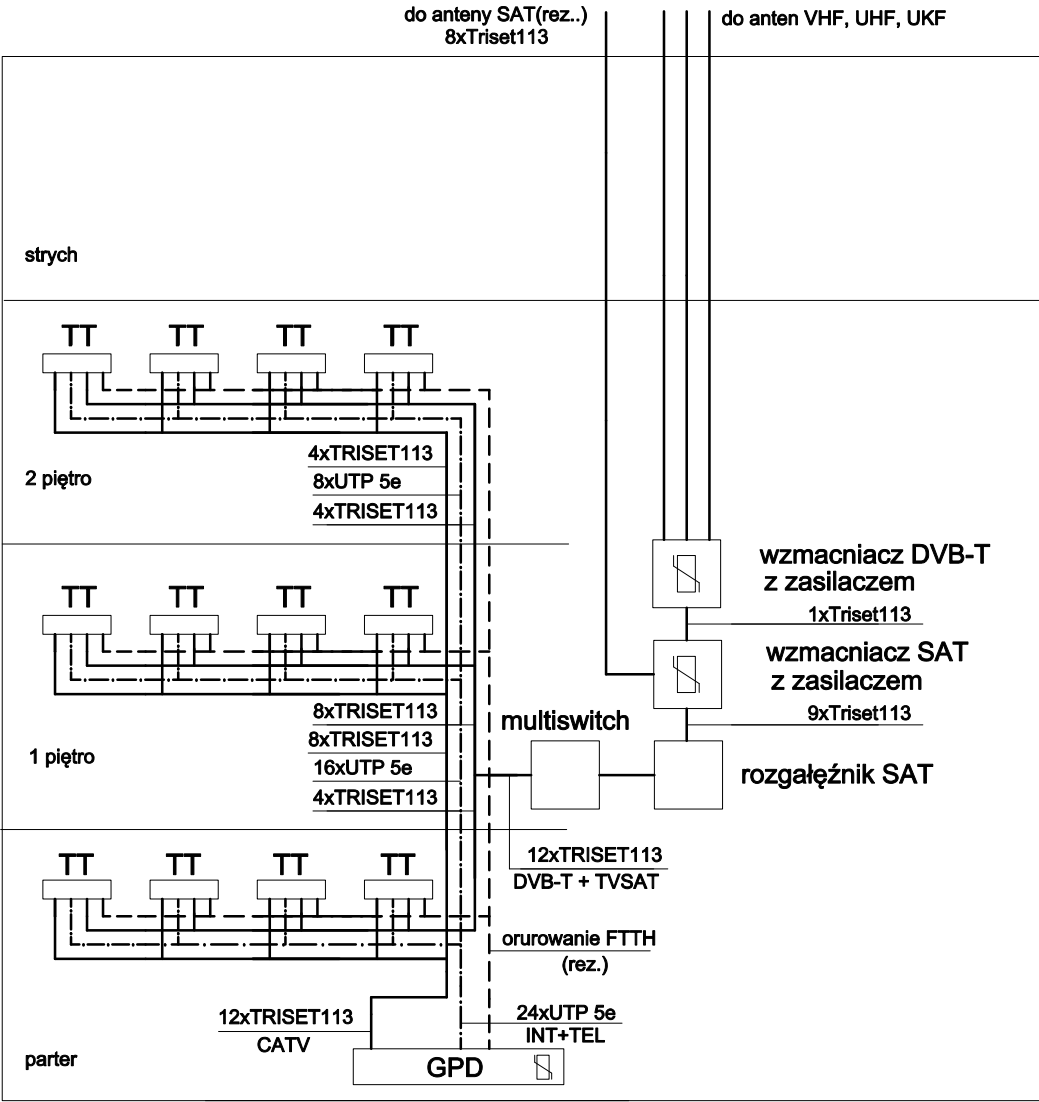 do anteny SAT(rez..)
8xTriset113
do anten VHF, UHF, UKF
strych
TT TT TT TT
4xTRISET113
8xUTP 5e
4xTRISET113
2 piętro
wzmacniacz DVB-T
z zasilaczem
1xTriset113
TT TT TT TT
wzmacniacz SAT
z zasilaczem
9xTriset113
8xTRISET113
8xTRISET113
16xUTP 5e
4xTRISET113
1 piętro
multiswitch
rozgałęźnik SAT
12xTRISET113
DVB-T + TVSAT
TT TT TT TT
orurowanie FTTH
(rez.)
12xTRISET113
CATV
24xUTP 5e
INT+TEL
parter
GPD